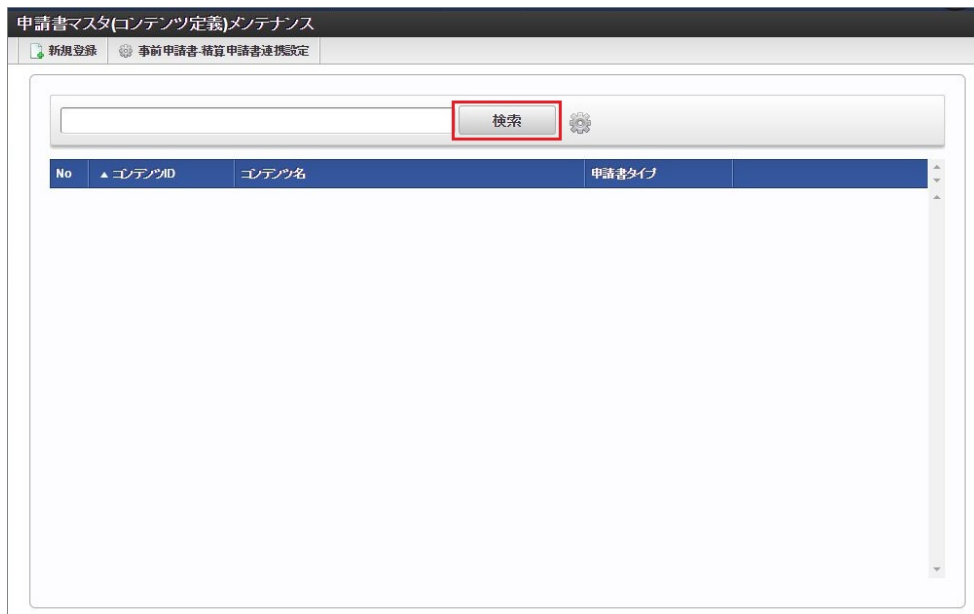 申請書マスタ(コンテンツ定義)メンテナンス
新規登録 事前申請書-精算申請書連携設定
検索
No ▲ コンテンツID コンテンツ名 申請書タイプ